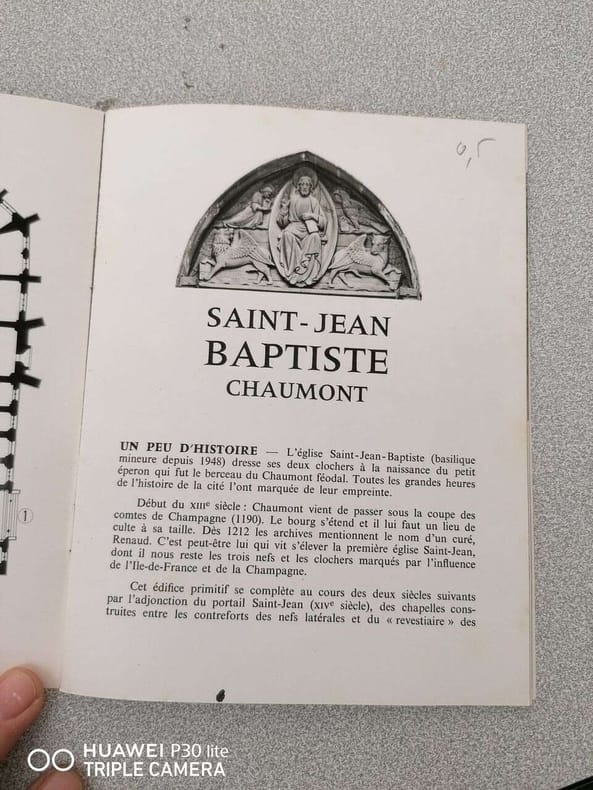 6,5
SAINT-JEAN
BAPTISTE
CHAUMONT
UN PEU D'HISTOIRE — L'église Saint-Jean-Baptiste (basilique
mineure depuis 1948) dresse ses deux clochers à la naissance du petit
éperon qui fut le berceau du Chaumont féodal. Toutes les grandes heures
de l'histoire de la cité l'ont marquée de leur empreinte.
Début du XIIIe siècle : Chaumont vient de passer sous la coupe des
comtes de Champagne (1190). Le bourg s'étend et il lui faut un lieu de
culte à sa taille. Dès 1212 les archives mentionnent le nom d'un curé,
Renaud. C'est peut-être lui qui vit s'élever la première église Saint-Jean,
dont il nous reste les trois nefs et les clochers marqués par l'influence
de l'Ile-de-France et de la Champagne.
Cet édifice primitif se complète au cours des deux siècles suivants
par l'adjonction du portail Saint-Jean (XIVe siècle), des chapelles cons-
truites entre les contreforts des nefs latérales et du « revestiaire » des
1
HUAWEI P30 lite
TRIPLE CAMERA